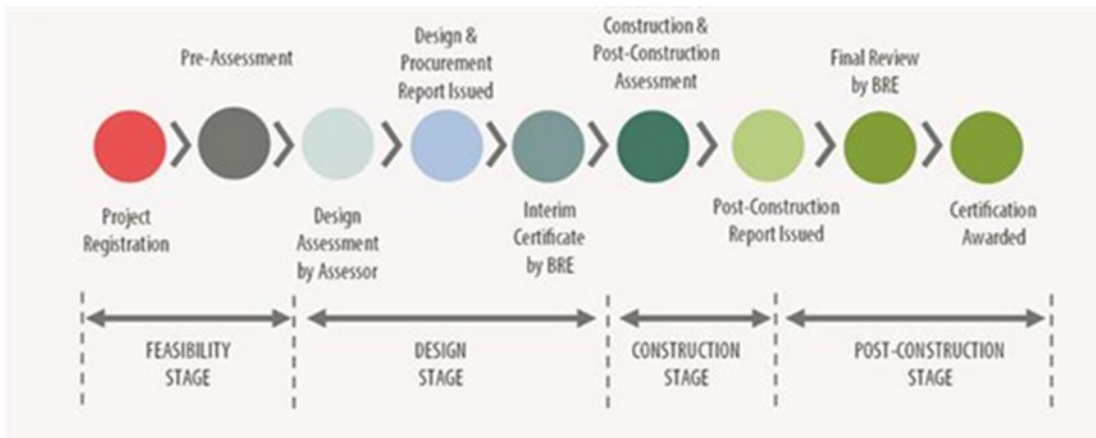 Project
Registration
Pre-Assessment
Design
Assessment
by Assessor
Design &
Procurement
Report Issued
Interim
Certificate
by BRE
Construction &
Post-Construction
Assessment
Post-Construction
Report Issued
Final Review
by BRE
Certification
Awarded
FEASIBILITY
STAGE
DESIGN
STAGE
CONSTRUCTION
STAGE
POST-CONSTRUCTION
STAGE